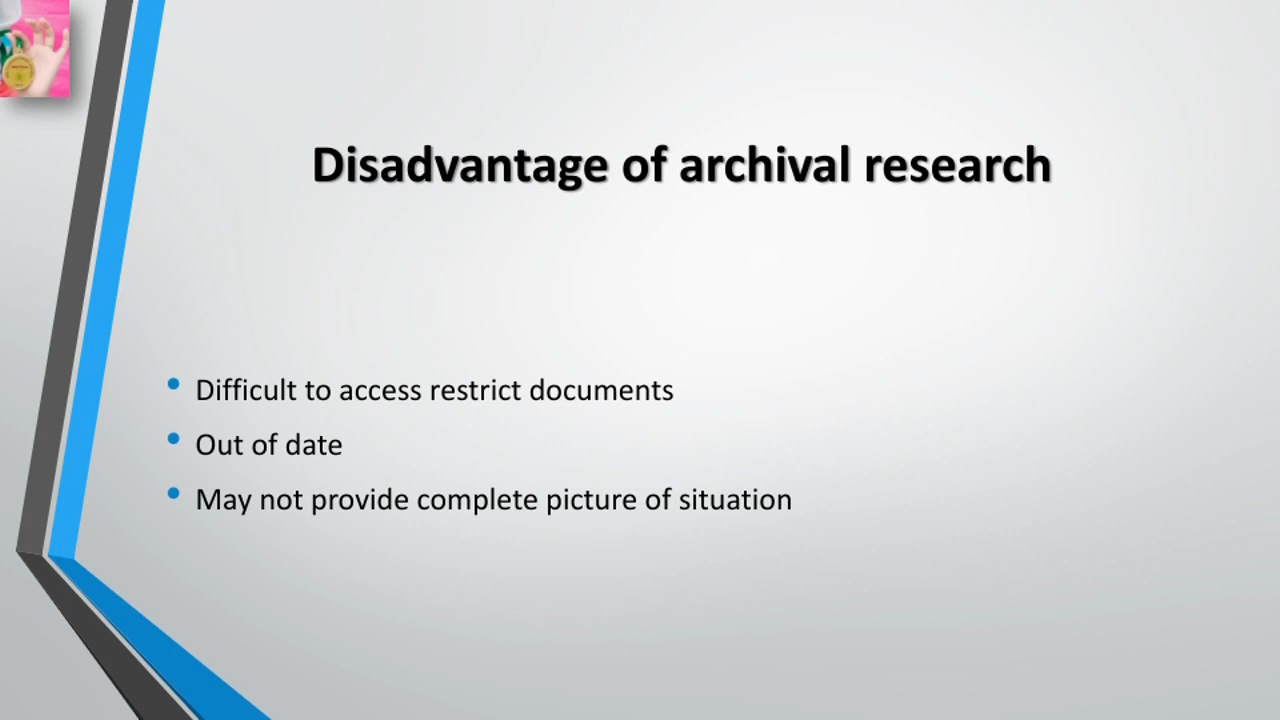 Disadvantage of archival research
• Difficult to access restrict documents
• Out of date
• May not provide complete picture of situation